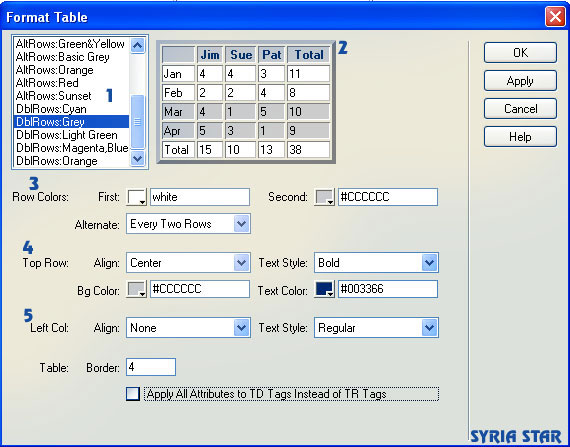 Format Table
AltRows:Green&Yellow
AltRows:Basic Grey
AltRows:Orange
AltRows:Red
AltRows:Sunset
DblRows:Cyan
DblRows:Grey
DblRows:Light Green
DblRows:Magenta,Blue
DblRows:Orange
1
Jim Sue Pat Total
Jan 4 4 3 11
Feb 2 2 4 8
Mar 4 1 5 10
Apr 5 3 1 9
Total 15 10 13 38
2
OK
Apply
Cancel
Help
3
Row Colors: First: white Second: #CCCCCC
Alternate: Every Two Rows
4
Top Row: Align: Center Text Style: Bold
Bg Color: #CCCCCC Text Color: #003366
5
Left Col: Align: None Text Style: Regular
Table: Border: 4
Apply All Attributes to TD Tags Instead of TR Tags
SYRIA STAR